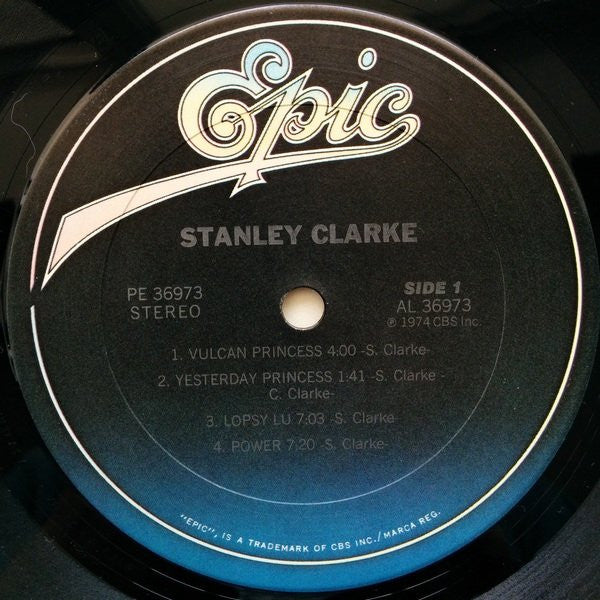 Epic
STANLEY CLARKE
PE 36973
STEREO
SIDE 1
AL 36973
℗ 1974 CBS Inc.
1. VULCAN PRINCESS 4:00 -S. Clarke-
2. YESTERDAY PRINCESS 1:41 -S. Clarke -
C. Clarke-
3. LOPSY LU 7:03 -S. Clarke-
4. POWER 7:20 -S. Clarke-
"EPIC", IS A TRADEMARK OF CBS INC./MARCA REG.